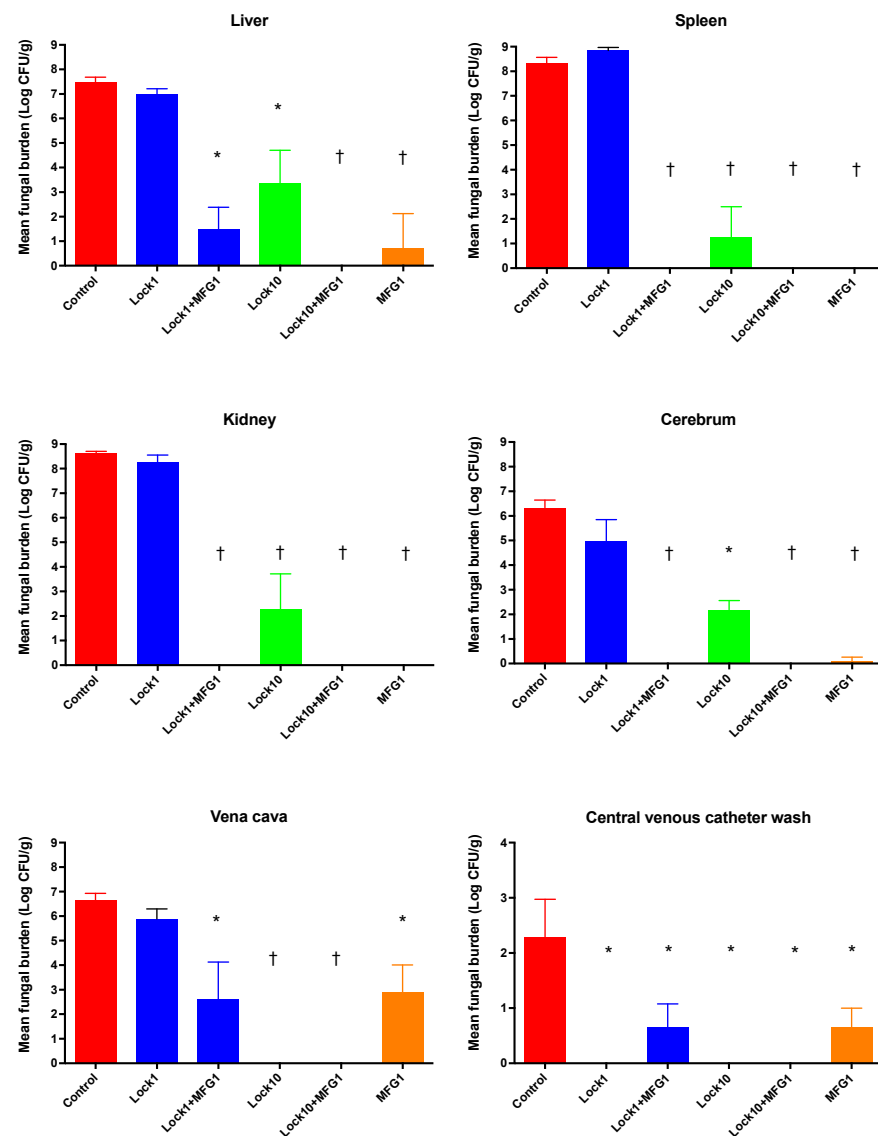 Liver
Mean fungal burden (Log CFU/g)
9
8
7
6
5
4
3
2
1
0
* * † †
Control Lock1 Lock1+MFG1 Lock10 Lock10+MFG1 MFG1
Spleen
Mean fungal burden (Log CFU/g)
9
8
7
6
5
4
3
2
1
0
† † † †
Control Lock1 Lock1+MFG1 Lock10 Lock10+MFG1 MFG1
Kidney
Mean fungal burden (Log CFU/g)
9
8
7
6
5
4
3
2
1
0
† † † †
Control Lock1 Lock1+MFG1 Lock10 Lock10+MFG1 MFG1
Cerebrum
Mean fungal burden (Log CFU/g)
9
8
7
6
5
4
3
2
1
0
† * † †
Control Lock1 Lock1+MFG1 Lock10 Lock10+MFG1 MFG1
Vena cava
Mean fungal burden (Log CFU/g)
9
8
7
6
5
4
3
2
1
0
* † † *
Control Lock1 Lock1+MFG1 Lock10 Lock10+MFG1 MFG1
Central venous catheter wash
Mean fungal burden (Log CFU/g)
4
3
2
1
0
* * * * *
Control Lock1 Lock1+MFG1 Lock10 Lock10+MFG1 MFG1